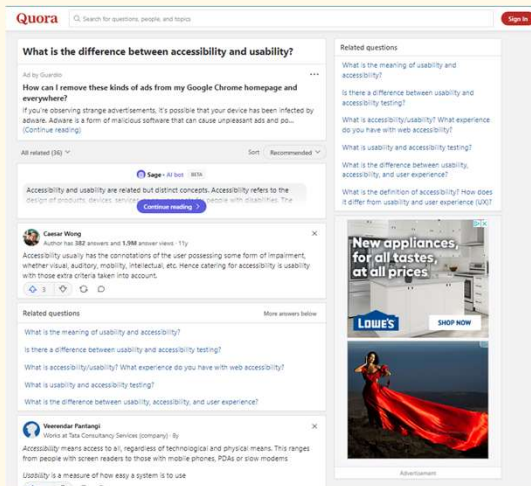 Quora
Search for questions, people, and topics
Sign In
What is the difference between accessibility and usability?
Ad by Guardio
How can I remove these kinds of ads from my Google Chrome homepage and
everywhere?
If you're observing strange advertisements, it's possible that your device has been infected by
adware. Adware is a form of malicious software that can cause unpleasant ads and po...
(Continue reading)
All related (36)
Sort
Recommended
Sage · AI bot BETA
Accessibility and usability are related but distinct concepts. Accessibility refers to the
design of products, devices, people with disabilities. The
Continue reading
Caesar Wong
Author has 382 answers and 1.9M answer views · 11y
Accessibility usually has the connotations of the user possessing some form of impairment,
whether visual, auditory, mobility, intellectual, etc. Hence catering for accessibility is usability
with those extra criteria taken into account.
3
Related questions
More answers below
What is the meaning of usability and accessibility?
Is there a difference between usability and accessibility testing?
What is accessibility/usability? What experience do you have with web accessibility?
What is usability and accessibility testing?
What is the difference between usability, accessibility, and user experience?
Veerendar Pantangi
Works at Tata Consultancy Services (company) · 8y
Accessibility means access to all, regardless of technological and physical means. This ranges
from people with screen readers to those with mobile phones, PDAs or slow modems
Usability is a measure of how easy a system is to use
Related questions
What is the meaning of usability and
accessibility?
Is there a difference between usability and
accessibility testing?
What is accessibility/usability? What experience
do you have with web accessibility?
What is usability and accessibility testing?
What is the difference between usability,
accessibility, and user experience?
What is the definition of accessibility? How does
it differ from usability and user experience (UX)?
New appliances,
for all tastes,
at all prices
LOWE'S
SHOP NOW
Advertisement